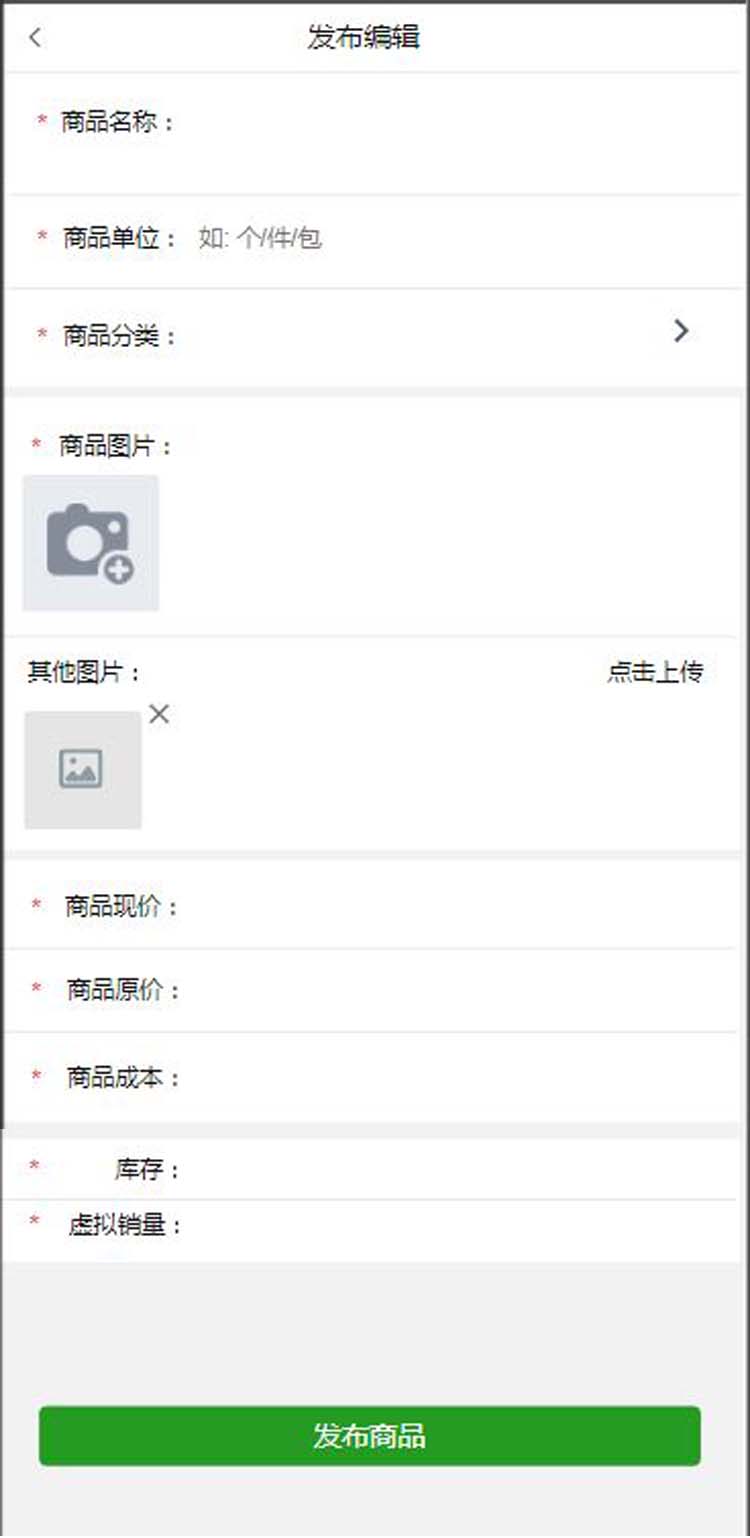 发布编辑
* 商品名称：
* 商品单位： 如: 个/件/包
* 商品分类：
* 商品图片：
其他图片： 点击上传
* 商品现价：
* 商品原价：
* 商品成本：
* 库存：
* 虚拟销量：
发布商品